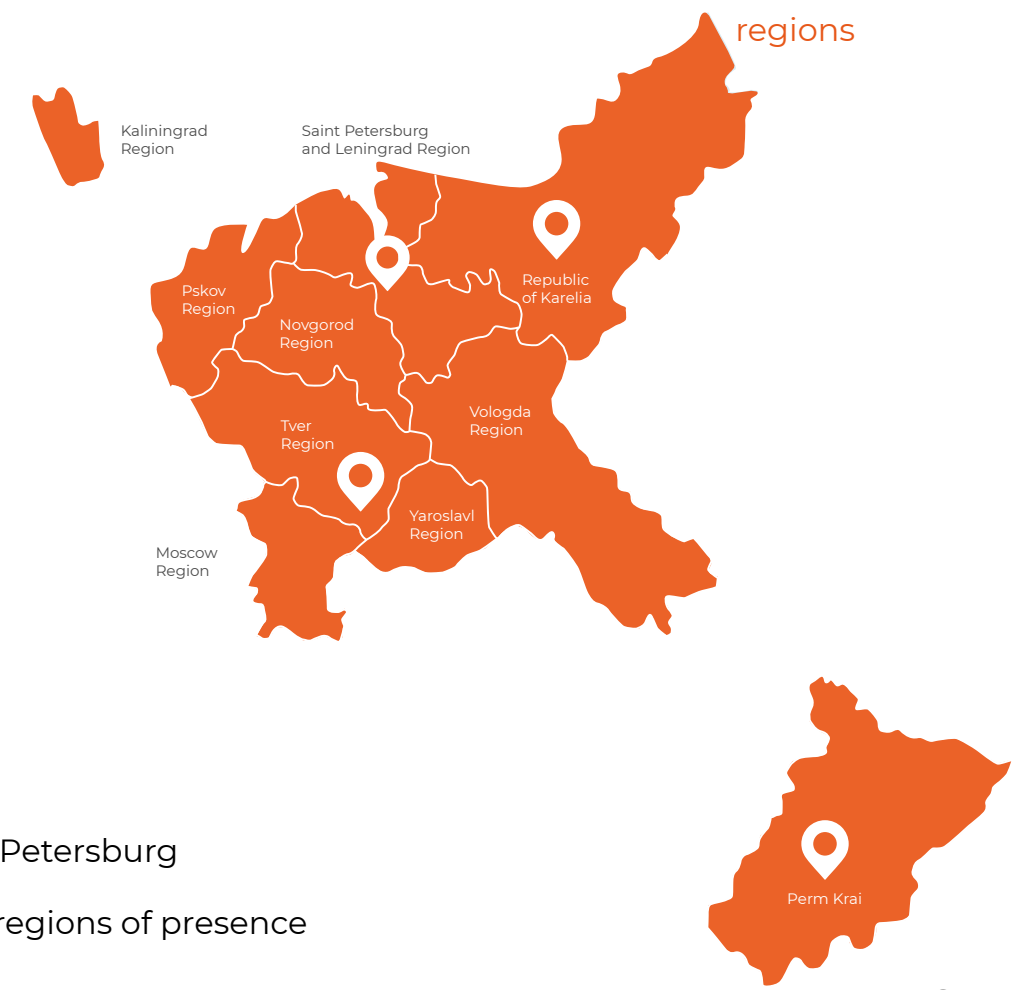 regions
Kaliningrad
Region
Saint Petersburg
and Leningrad Region
Republic
of Karelia
Pskov
Region
Novgorod
Region
Vologda
Region
Tver
Region
Yaroslavl
Region
Moscow
Region
Petersburg
regions of presence
Perm Krai